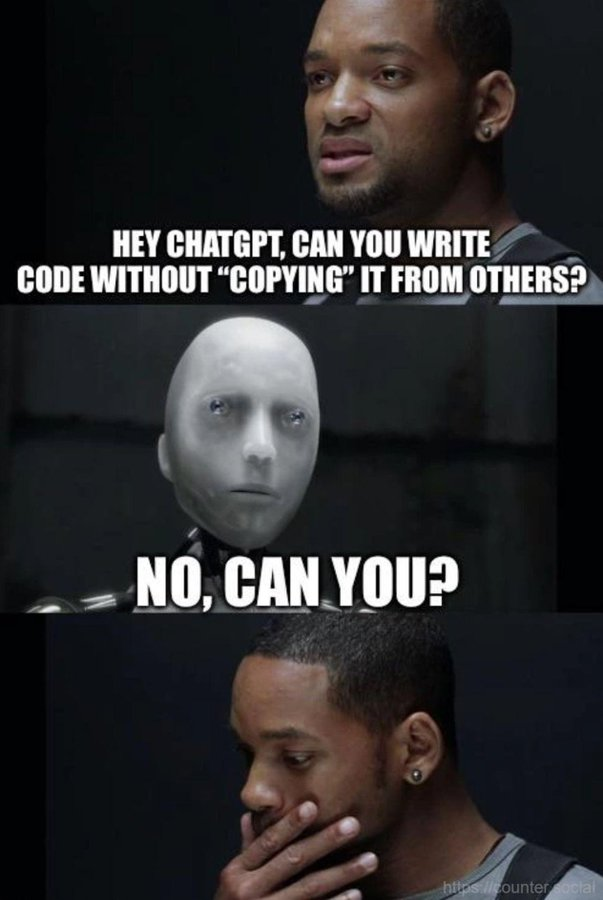 HEY CHATGPT, CAN YOU WRITE
CODE WITHOUT “COPYING” IT FROM OTHERS?
NO, CAN YOU?
https://counter.social